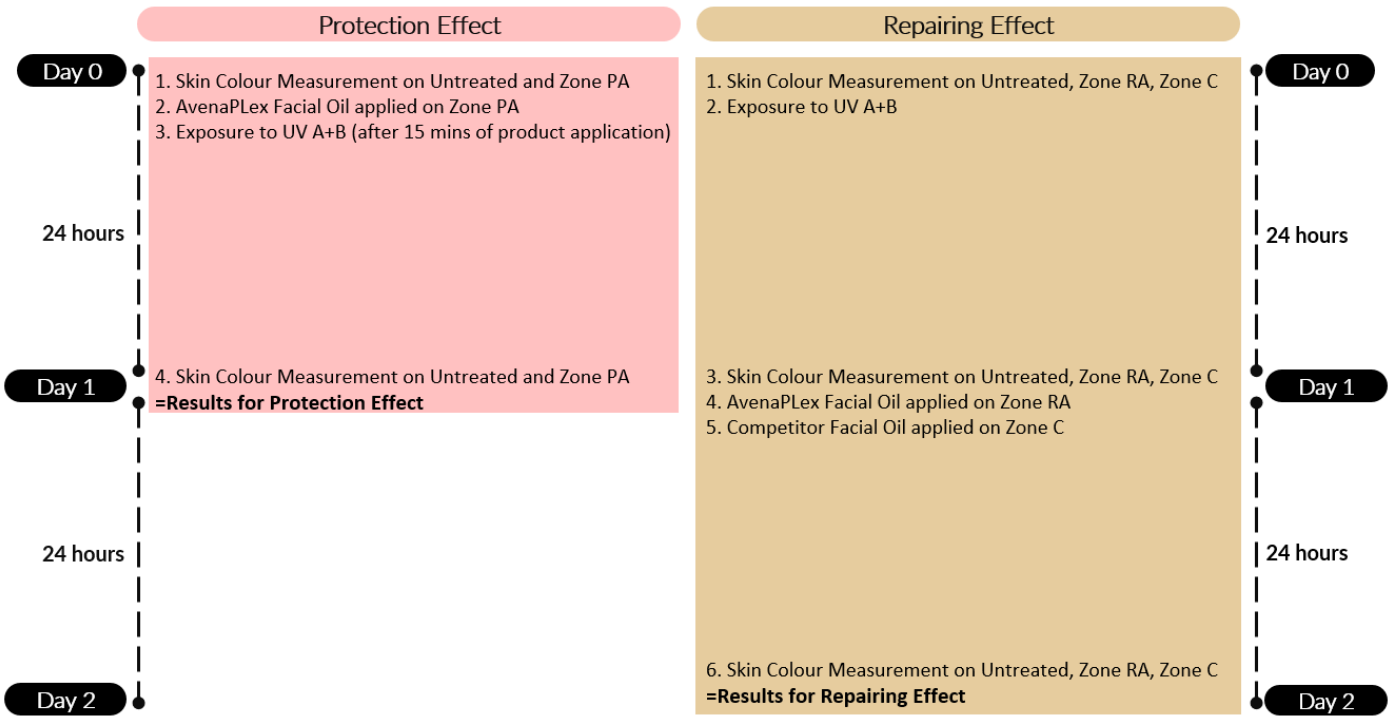 Protection Effect
Day 0
1. Skin Colour Measurement on Untreated and Zone PA
2. AvenaPLex Facial Oil applied on Zone PA
3. Exposure to UV A+B (after 15 mins of product application)
24 hours
Day 1
4. Skin Colour Measurement on Untreated and Zone PA
=Results for Protection Effect
24 hours
Day 2
Repairing Effect
Day 0
1. Skin Colour Measurement on Untreated, Zone RA, Zone C
2. Exposure to UV A+B
24 hours
3. Skin Colour Measurement on Untreated, Zone RA, Zone C
Day 1
4. AvenaPLex Facial Oil applied on Zone RA
5. Competitor Facial Oil applied on Zone C
24 hours
6. Skin Colour Measurement on Untreated, Zone RA, Zone C
=Results for Repairing Effect
Day 2